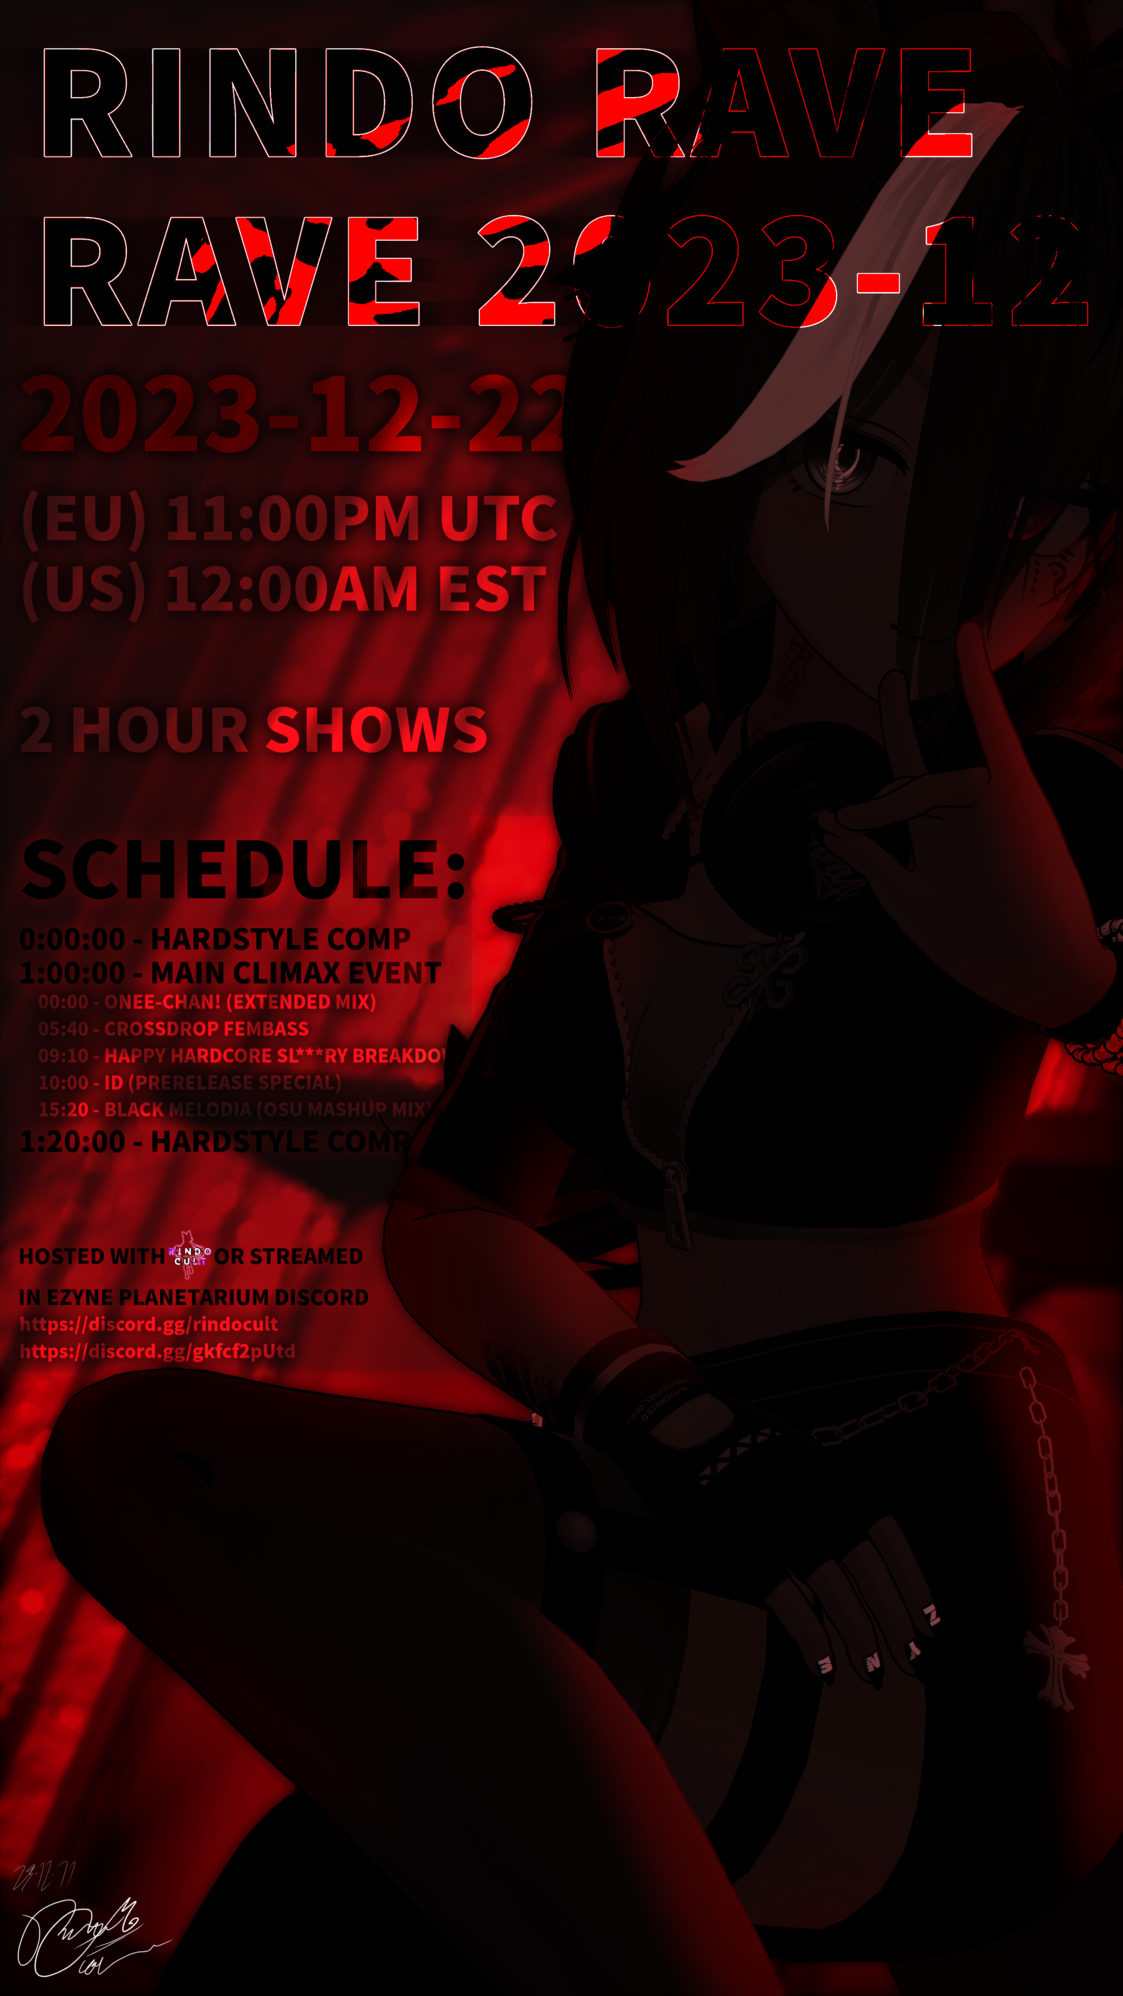 RINDO RAVE
RAVE 2023-12
2023-12-22
(EU) 11:00PM UTC
(US) 12:00AM EST
2 HOUR SHOWS
SCHEDULE:
0:00:00 - HARDSTYLE COMP
1:00:00 - MAIN CLIMAX EVENT
00:00 - ONEE-CHAN! (EXTENDED MIX)
05:40 - CROSSDROP FEMBASS
09:10 - HAPPY HARDCORE SL***RY BREAKDO
10:00 - ID (PRERELEASE SPECIAL)
15:20 - BLACK MELODIA (OSU MASHUP MIX)
1:20:00 - HARDSTYLE COMP
HOSTED WITH RINDO CULT OR STREAMED
IN EZYNE PLANETARIUM DISCORD
https://discord.gg/rindocult
https://discord.gg/gkfcf2pUtd